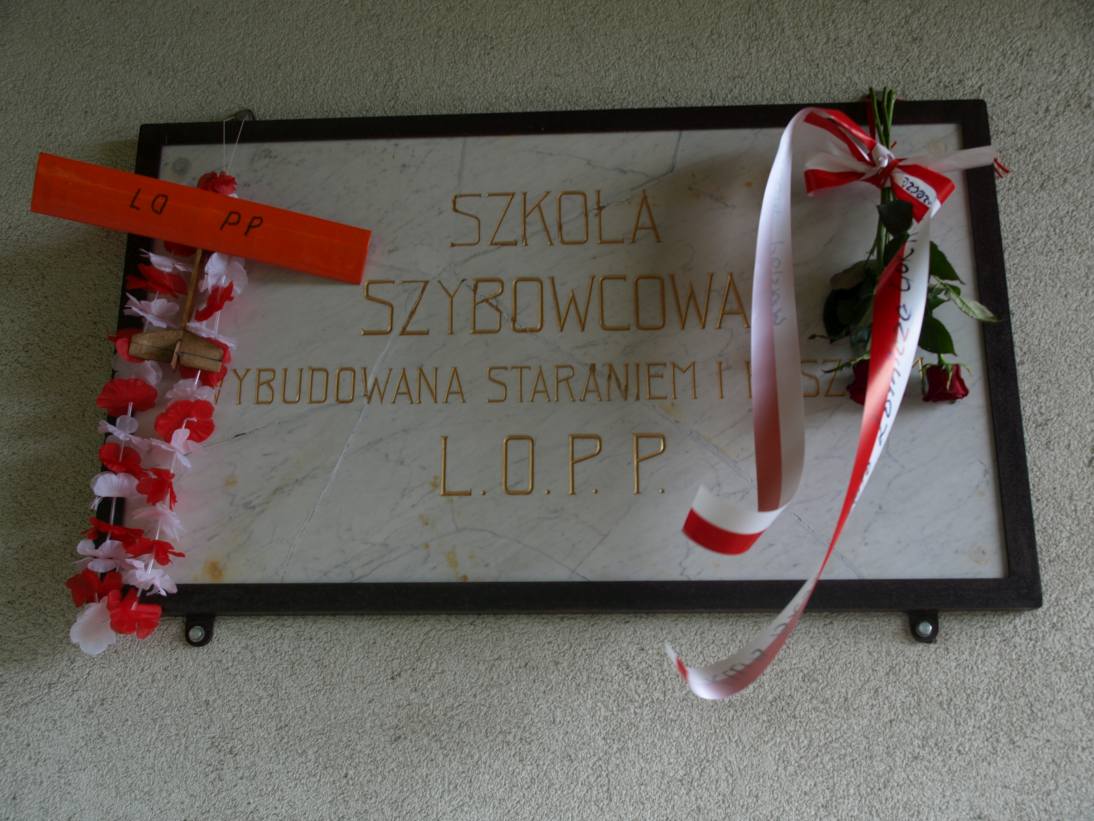 SZKOŁA
SZYBOWCOWA
WYBUDOWANA STARANIEM I
L.O.P.P.
LO PP